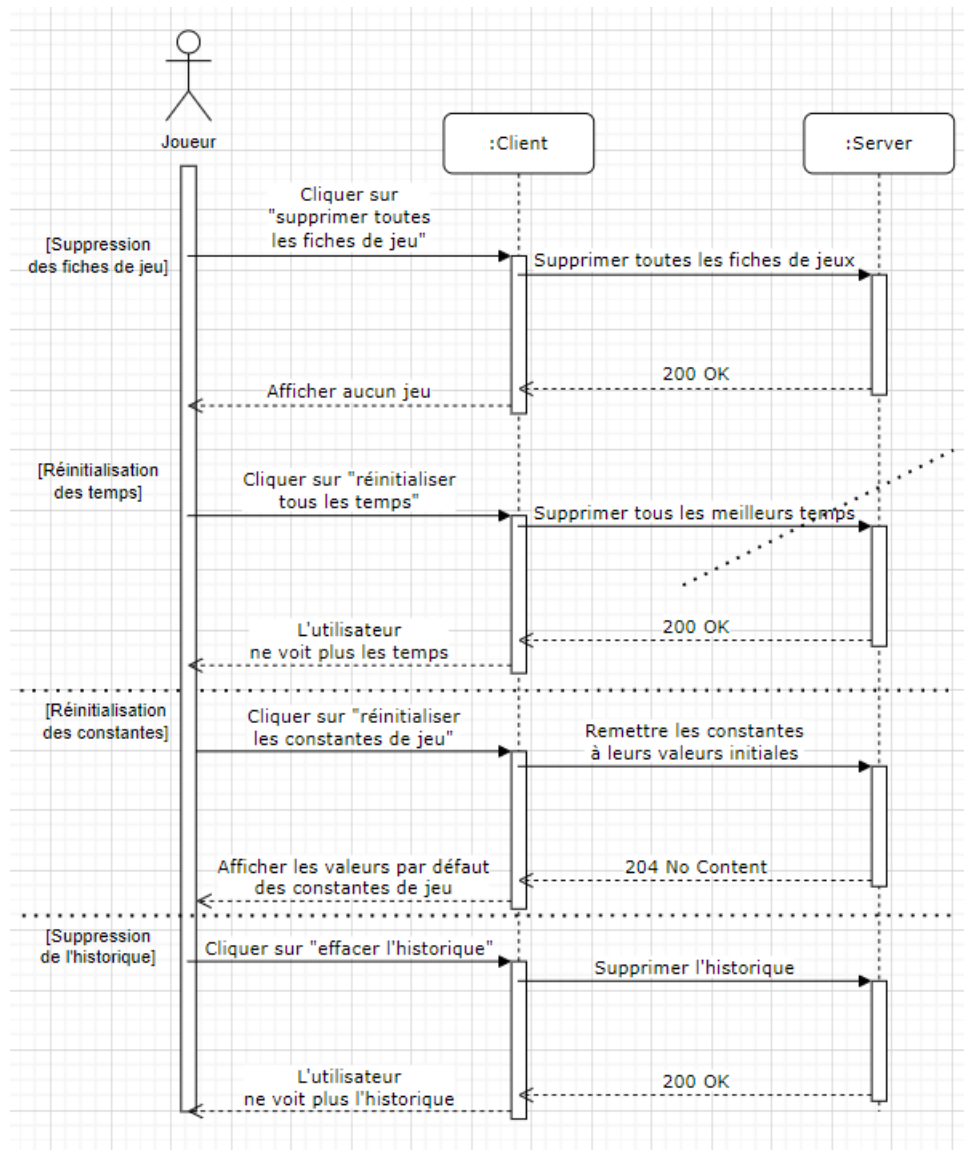 Joueur
:Client
:Server
Cliquer sur
"supprimer toutes
les fiches de jeu"
[Suppression
des fiches de jeu]
Supprimer toutes les fiches de jeux
200 OK
Afficher aucun jeu
[Réinitialisation
des temps]
Cliquer sur "réinitialiser
tous les temps"
Supprimer tous les meilleurs temps
200 OK
L'utilisateur
ne voit plus les temps
[Réinitialisation
des constantes]
Cliquer sur "réinitialiser
les constantes de jeu"
Remettre les constantes
à leurs valeurs initiales
204 No Content
Afficher les valeurs par défaut
des constantes de jeu
[Suppression
de l'historique]
Cliquer sur "effacer l'historique"
Supprimer l'historique
200 OK
L'utilisateur
ne voit plus l'historique